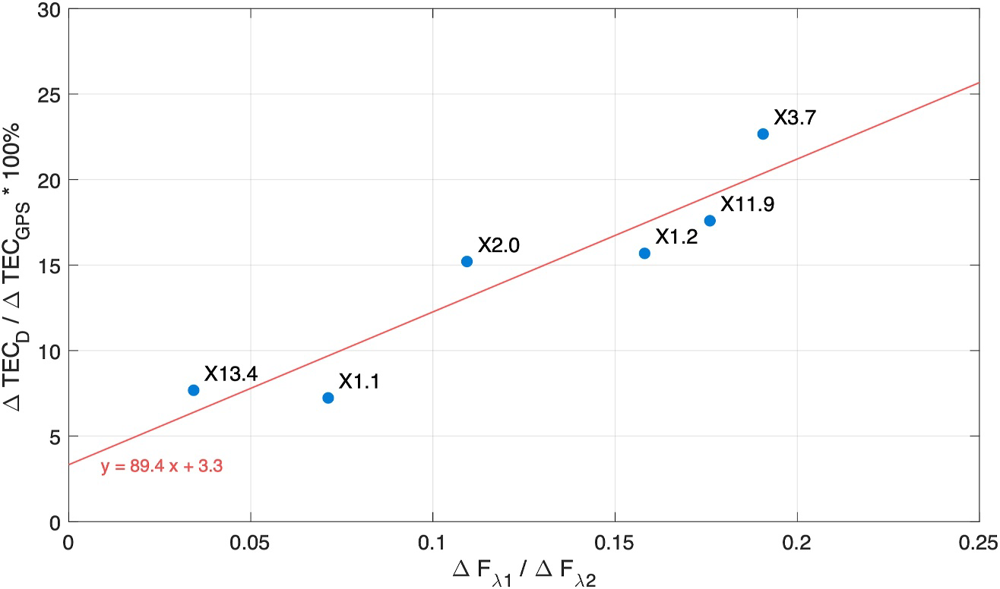 30
25
20
15
10
5
0
Δ TEC_D / Δ TEC_GPS * 100%
X3.7
X11.9
X1.2
X2.0
X13.4
X1.1
y = 89.4 x + 3.3
0 0.05 0.1 0.15 0.2 0.25
Δ F_λ1 / Δ F_λ2